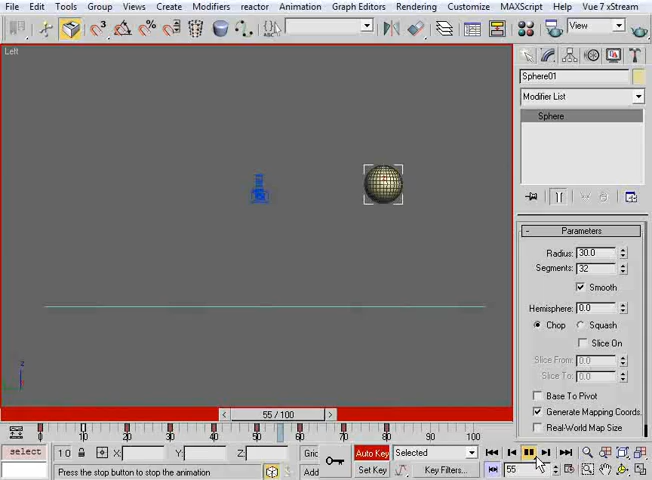 File Edit Tools Group Views Create Modifiers reactor Animation Graph Editors Rendering Customize MAXScript Help Vue 7 xStream
View
Left
Sphere01
Modifier List
Sphere
- Parameters
Radius: 30.0
Segments: 32
Smooth
Hemisphere: 0.0
Chop Squash
Slice On
Slice From: 0.0
Slice To: 0.0
Base To Pivot
Generate Mapping Coords.
Real-World Map Size
< 55 / 100 >
0 10 20 30 40 50 60 70 80 90 100
select 1 0 X: Y: Z: Auto Key Selected
Press the stop button to stop the animation Add Set Key Key Filters... 55